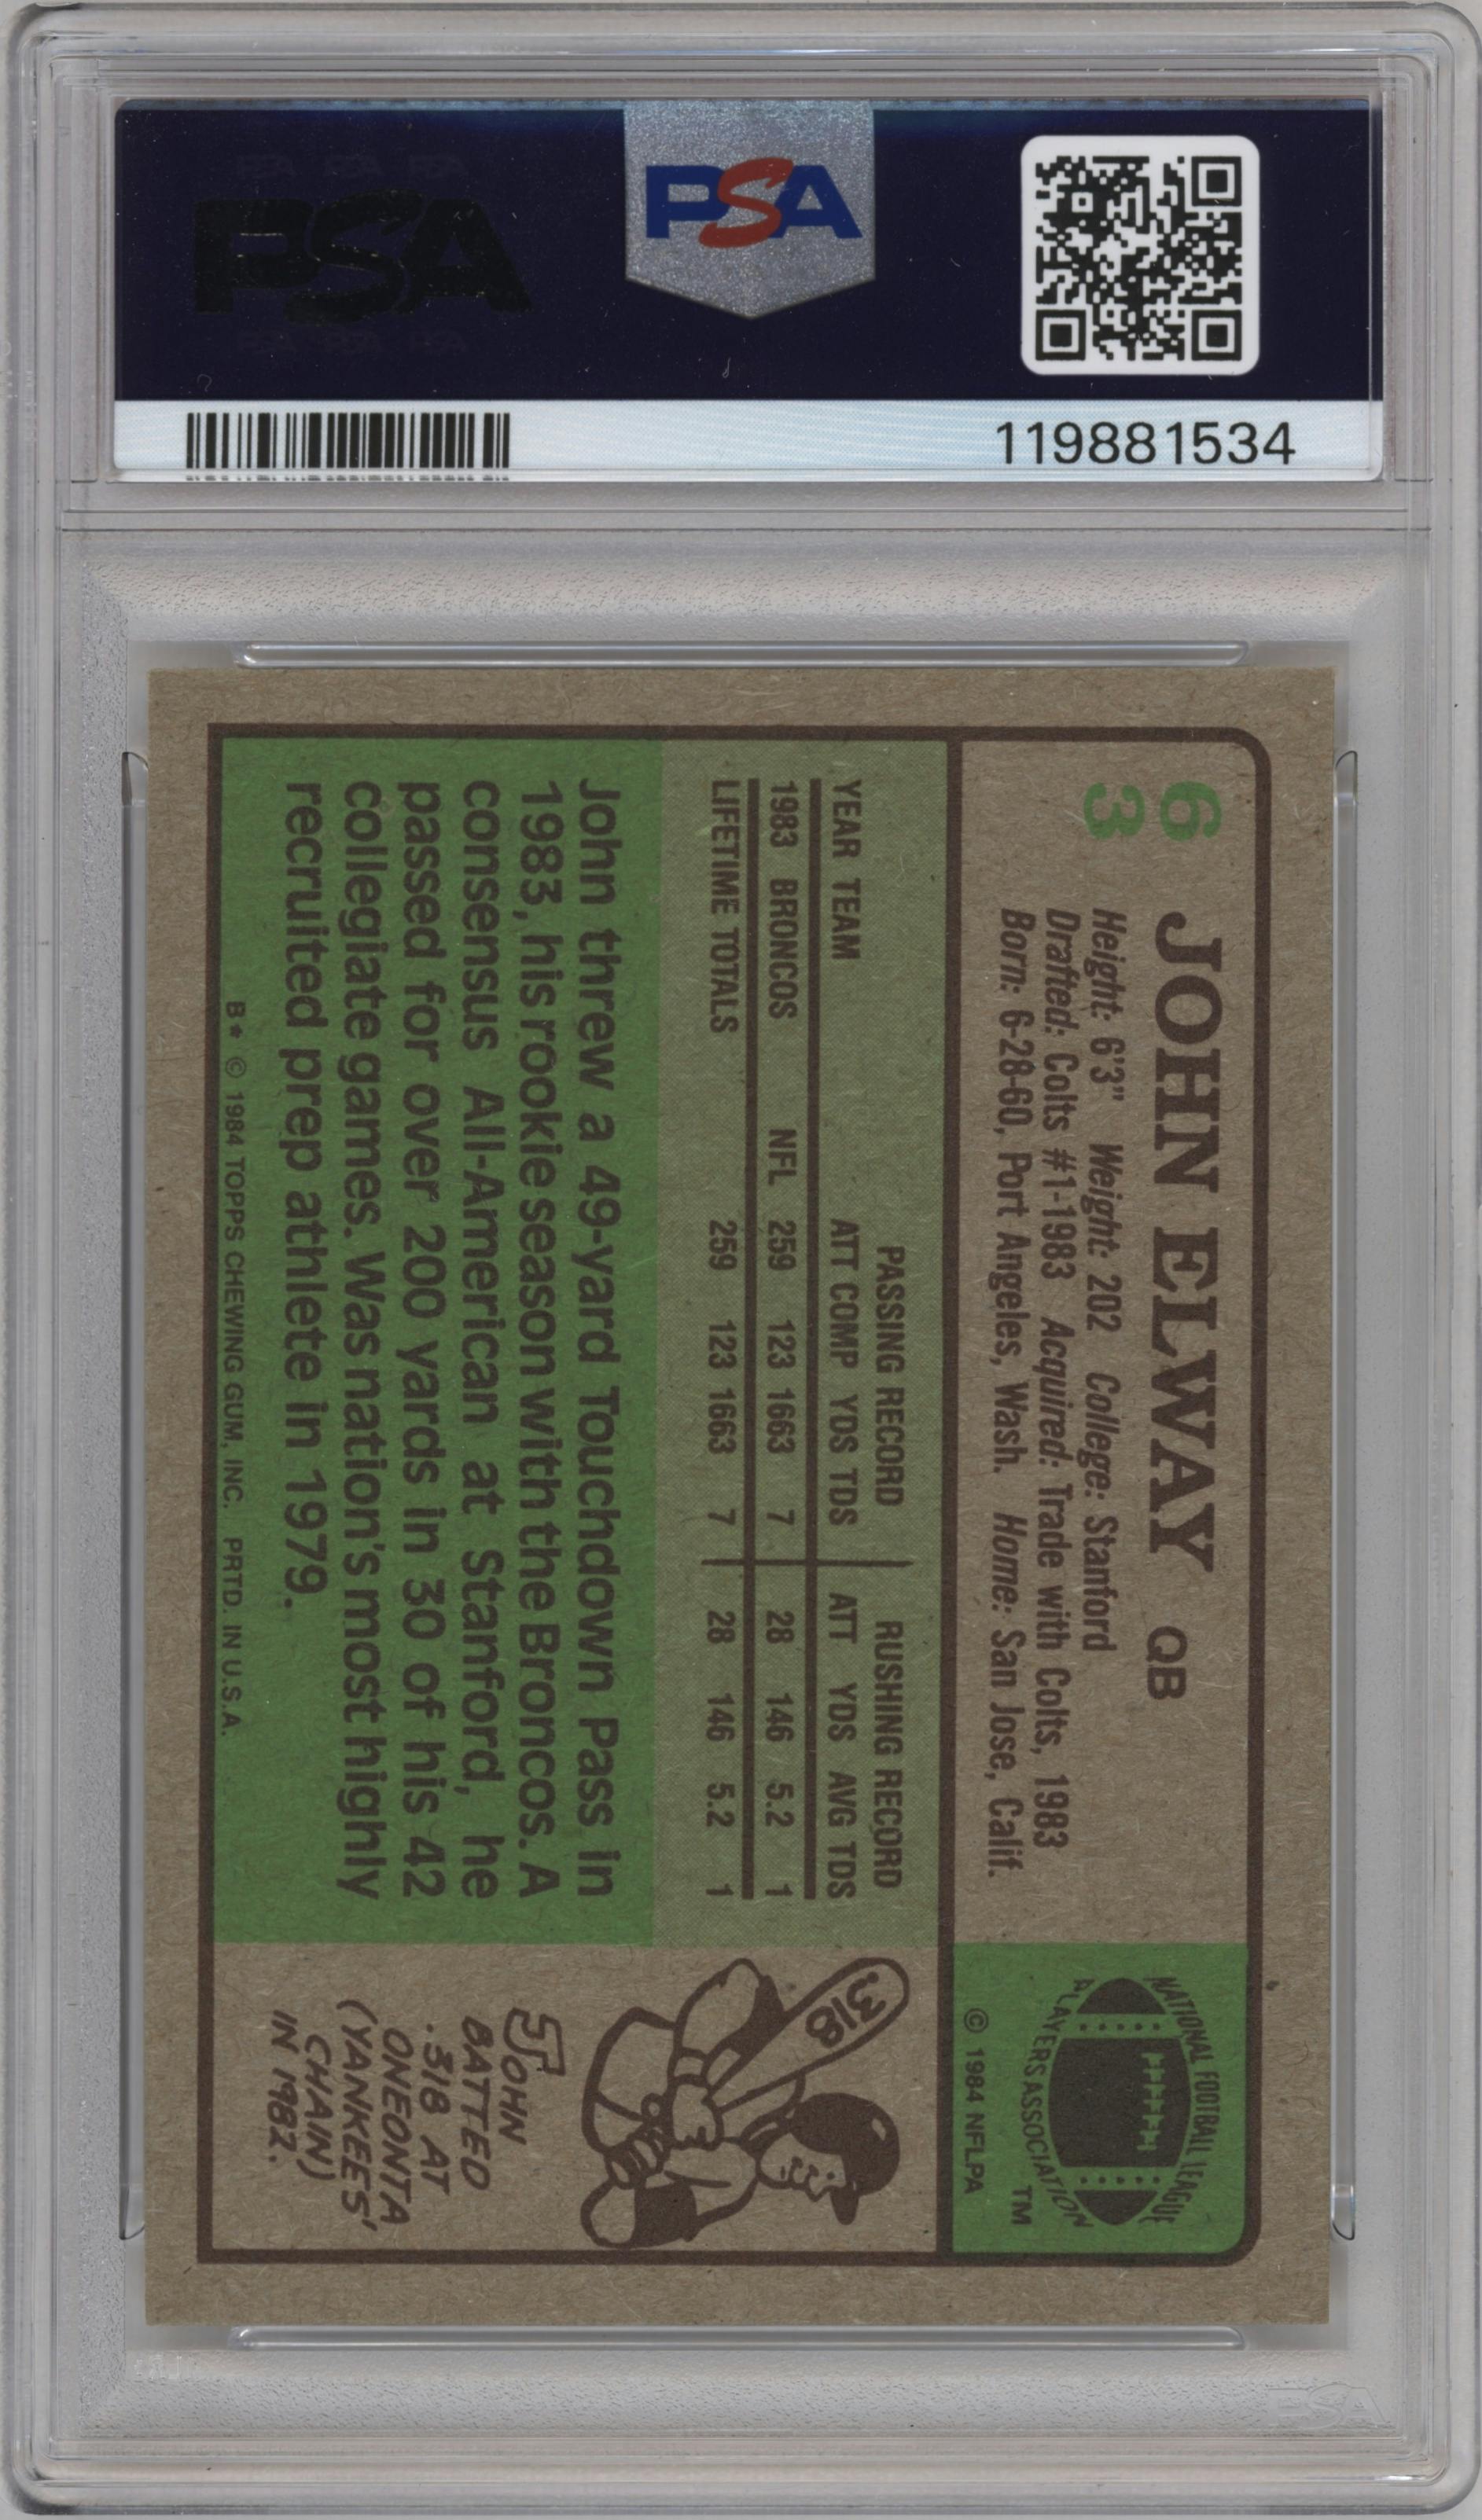 PSA
PSA
119881534
63
JOHN ELWAY QB
Height: 6'3" Weight: 202 College: Stanford
Drafted: Colts #1-1983 Acquired: Trade with Colts, 1983
Born: 6-28-60, Port Angeles, Wash. Home: San Jose, Calif.
NATIONAL FOOTBALL LEAGUE
PLAYERS ASSOCIATION TM
© 1984 NFLPA
PASSING RECORD RUSHING RECORD
YEAR TEAM ATT COMP YDS TDS ATT YDS AVG TDS
1983 BRONCOS NFL 259 123 1663 7 28 146 5.2 1
LIFETIME TOTALS 259 123 1663 7 28 146 5.2 1
John threw a 49-yard Touchdown Pass in
1983, his rookie season with the Broncos. A
consensus All-American at Stanford, he
passed for over 200 yards in 30 of his 42
collegiate games. Was nation's most highly
recruited prep athlete in 1979.
B* © 1984 TOPPS CHEWING GUM, INC. PRTD. IN U.S.A.
318
JOHN
BATTED
.318 AT
ONEONTA
(YANKEES'
CHAIN)
IN 1982.
PSA